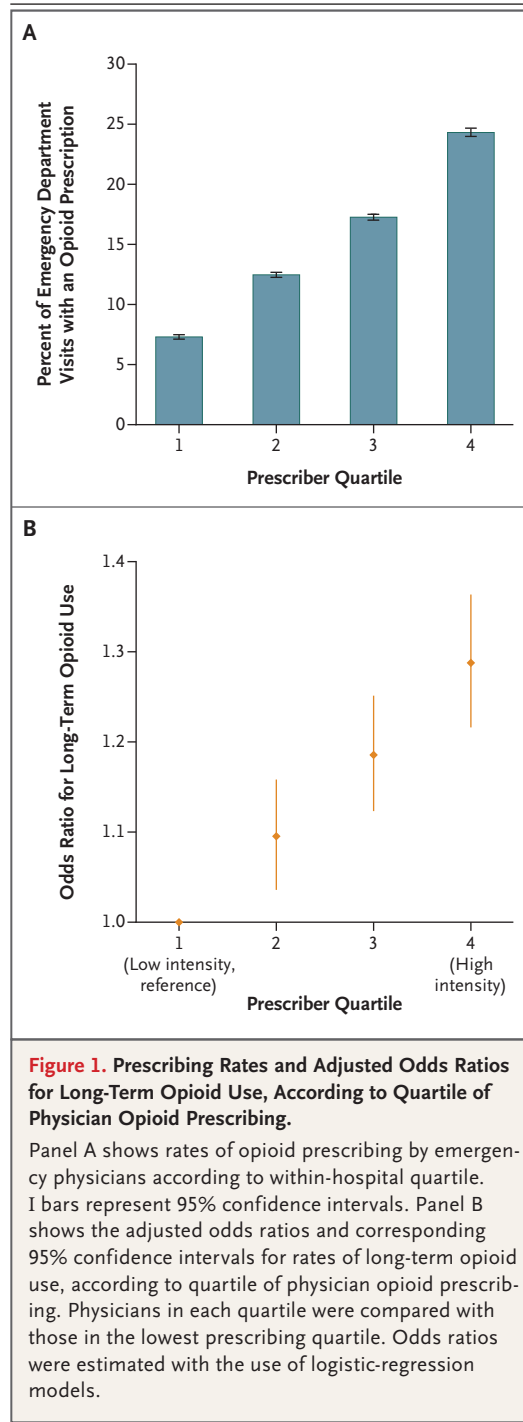 A
30
25
20
15
10
5
0
Percent of Emergency Department
Visits with an Opioid Prescription
1 2 3 4
Prescriber Quartile
B
1.4
1.3
1.2
1.1
1.0
Odds Ratio for Long-Term Opioid Use
1 2 3 4
(Low intensity, (High
reference) intensity)
Prescriber Quartile
Figure 1. Prescribing Rates and Adjusted Odds Ratios
for Long-Term Opioid Use, According to Quartile of
Physician Opioid Prescribing.
Panel A shows rates of opioid prescribing by emergen-
cy physicians according to within-hospital quartile.
I bars represent 95% confidence intervals. Panel B
shows the adjusted odds ratios and corresponding
95% confidence intervals for rates of long-term opioid
use, according to quartile of physician opioid prescrib-
ing. Physicians in each quartile were compared with
those in the lowest prescribing quartile. Odds ratios
were estimated with the use of logistic-regression
models.